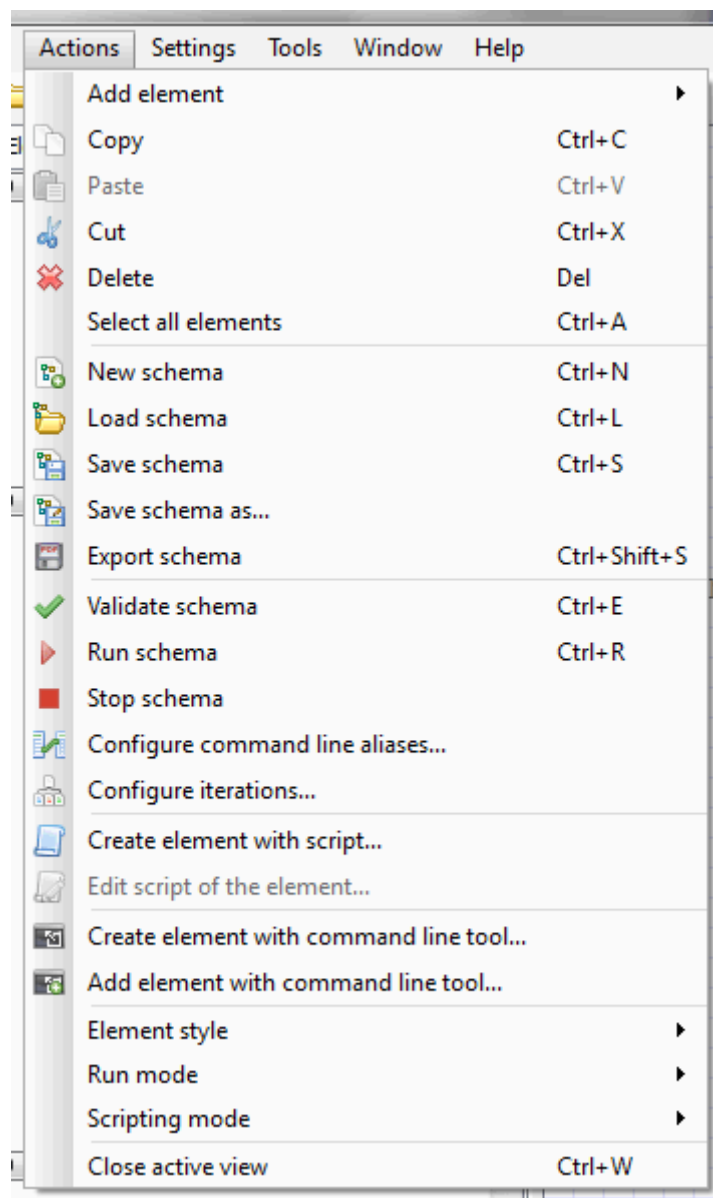 Actions Settings Tools Window Help
Add element
Copy Ctrl+C
Paste Ctrl+V
Cut Ctrl+X
Delete Del
Select all elements Ctrl+A
New schema Ctrl+N
Load schema Ctrl+L
Save schema Ctrl+S
Save schema as...
Export schema Ctrl+Shift+S
Validate schema Ctrl+E
Run schema Ctrl+R
Stop schema
Configure command line aliases...
Configure iterations...
Create element with script...
Edit script of the element...
Create element with command line tool...
Add element with command line tool...
Element style
Run mode
Scripting mode
Close active view Ctrl+W